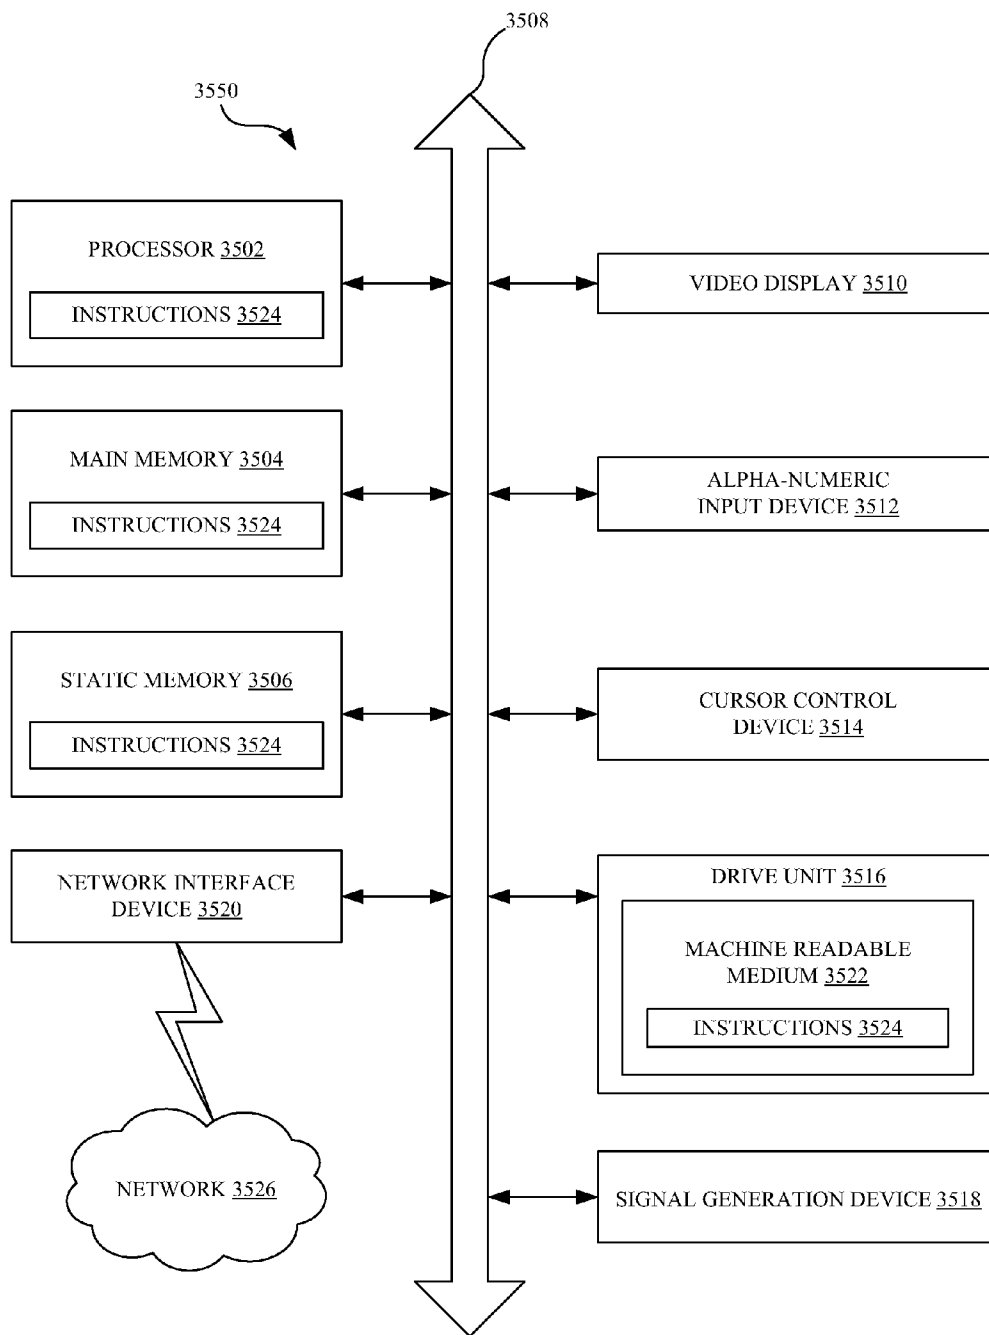 3508
3550
PROCESSOR 3502
INSTRUCTIONS 3524
MAIN MEMORY 3504
INSTRUCTIONS 3524
STATIC MEMORY 3506
INSTRUCTIONS 3524
NETWORK INTERFACE
DEVICE 3520
NETWORK 3526
VIDEO DISPLAY 3510
ALPHA-NUMERIC
INPUT DEVICE 3512
CURSOR CONTROL
DEVICE 3514
DRIVE UNIT 3516
MACHINE READABLE
MEDIUM 3522
INSTRUCTIONS 3524
SIGNAL GENERATION DEVICE 3518